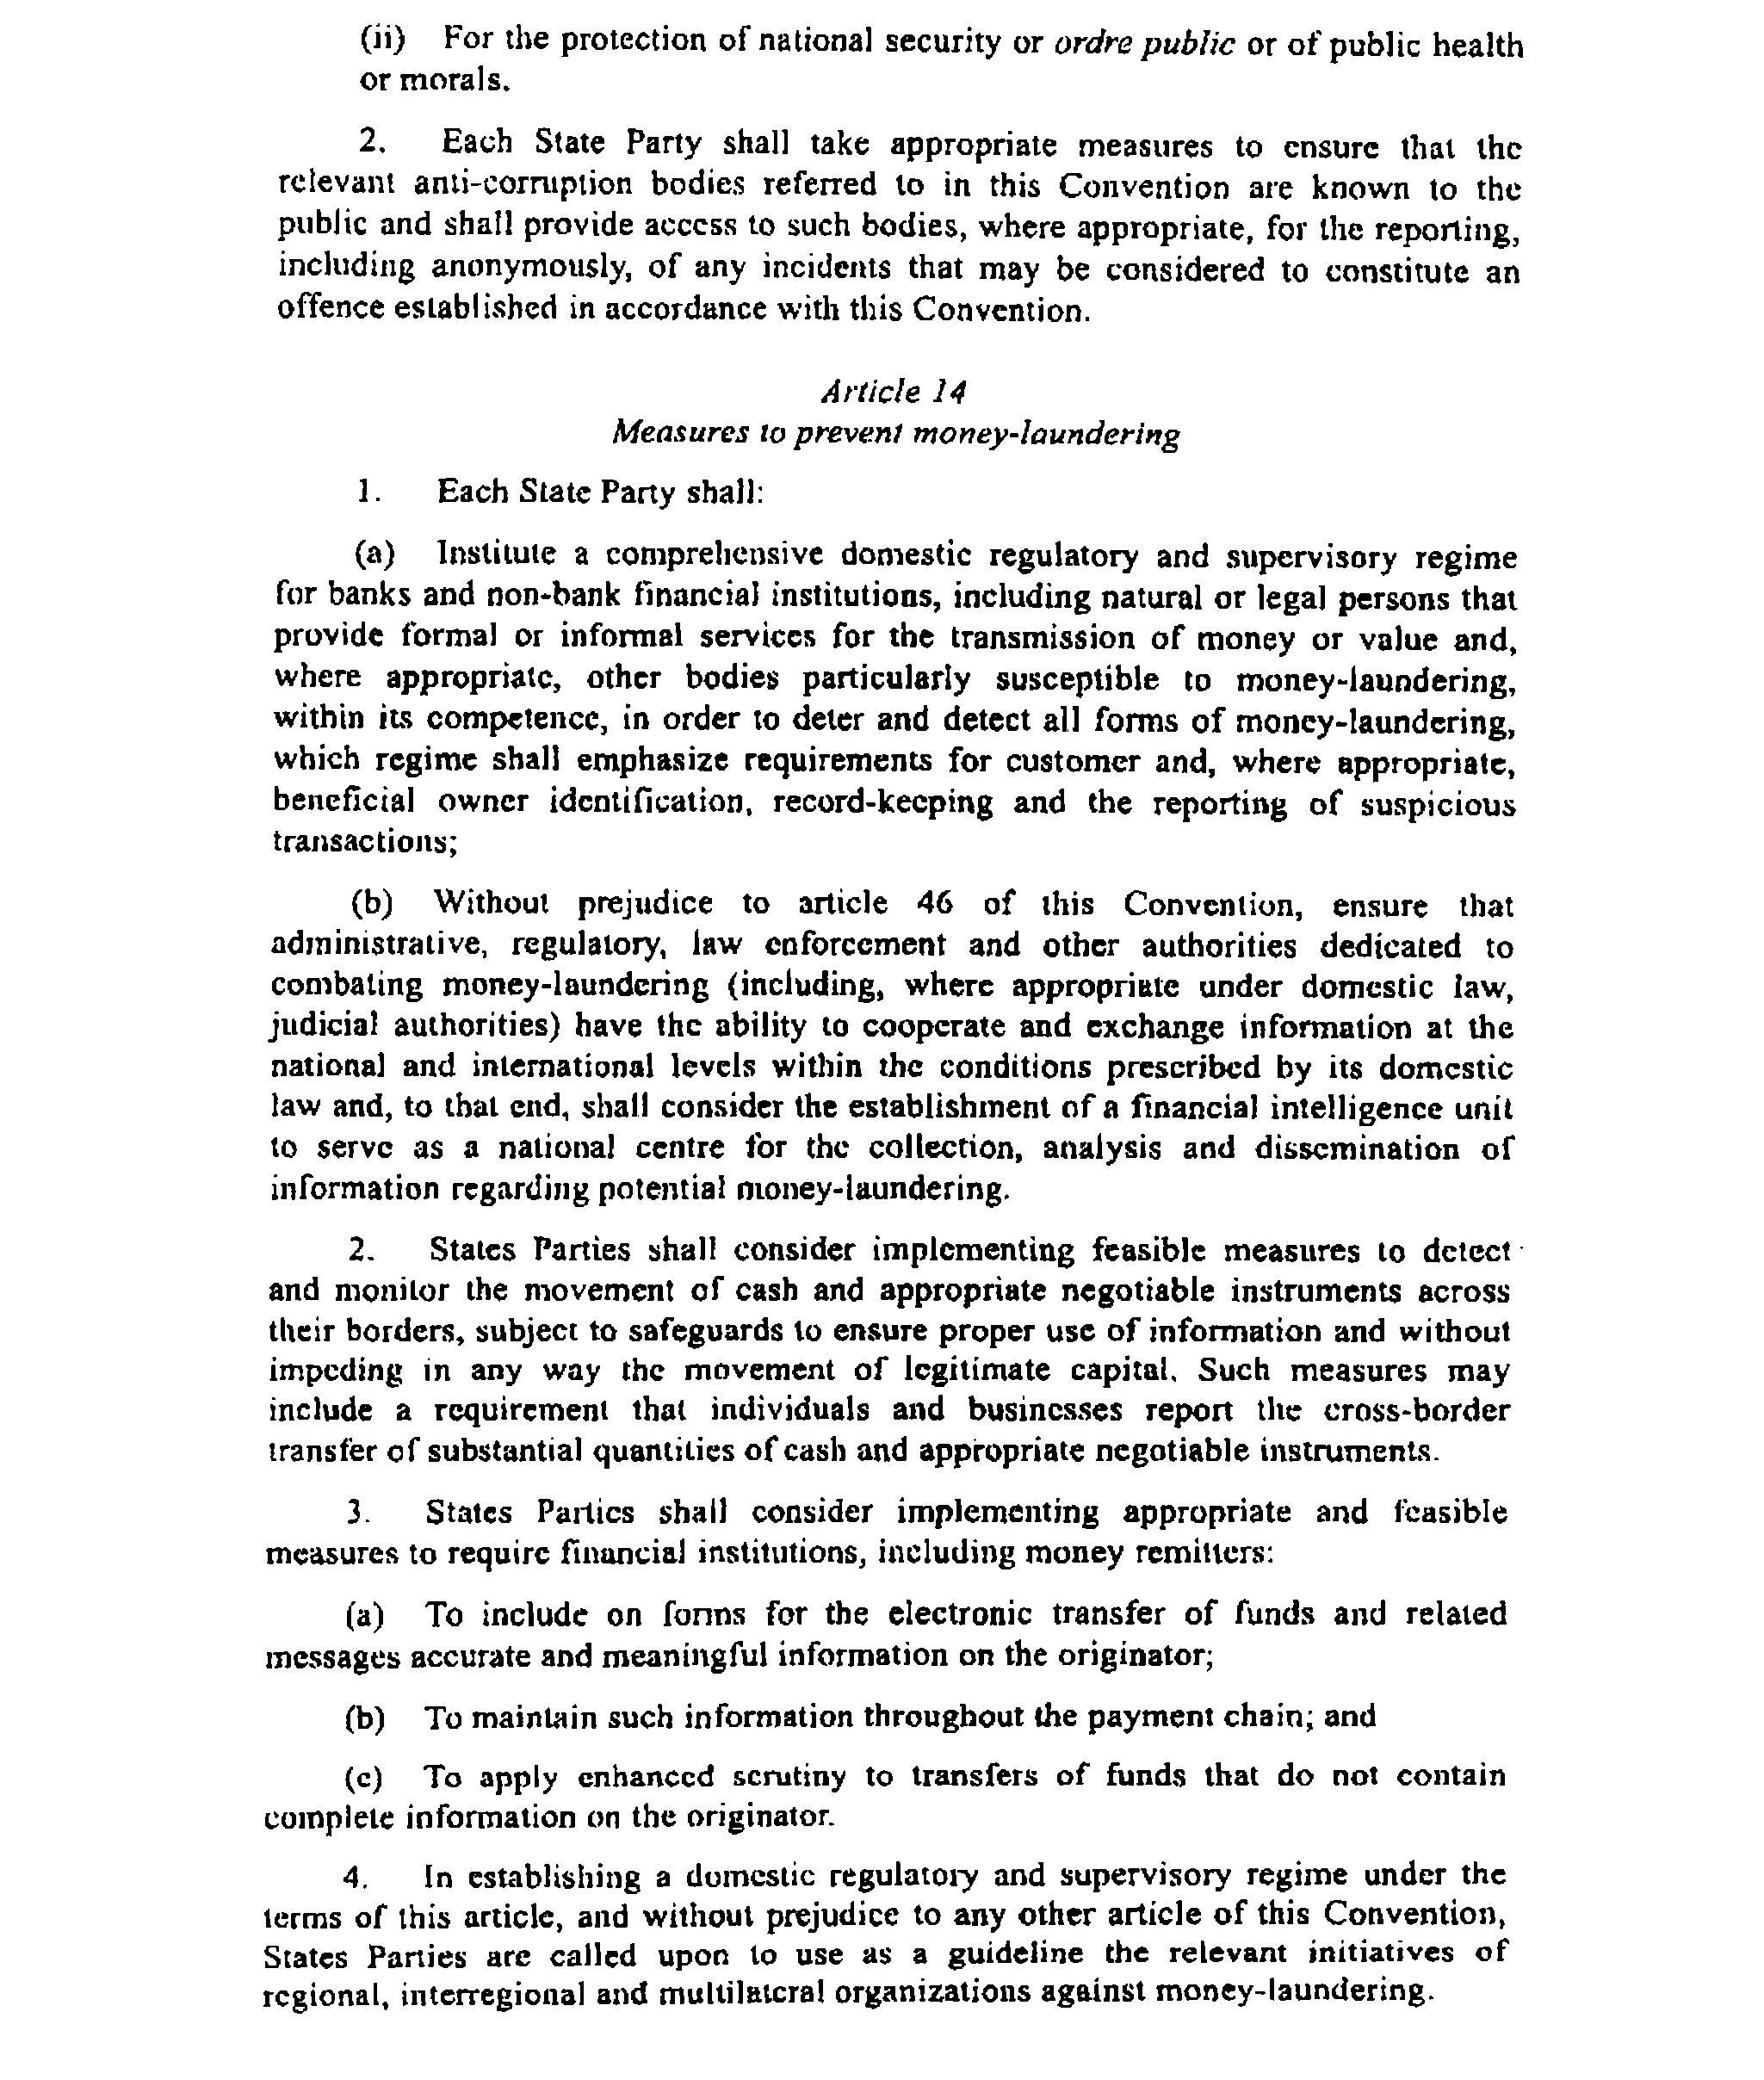 (ii) For the protection of national security or ordre public or of public health
or morals.
2. Each State Party shall take appropriate measures to ensure that the
relevant anti-corruption bodies referred to in this Convention are known to the
public and shall provide access to such bodies, where appropriate, for the reporting,
including anonymously, of any incidents that may be considered to constitute an
offence established in accordance with this Convention.
Article 14
Measures to prevent money-laundering
1. Each State Party shall:
(a) Institute a comprehensive domestic regulatory and supervisory regime
for banks and non-bank financial institutions, including natural or legal persons that
provide formal or informal services for the transmission of money or value and,
where appropriate, other bodies particularly susceptible to money-laundering,
within its competence, in order to deter and detect all forms of money-laundering,
which regime shall emphasize requirements for customer and, where appropriate,
beneficial owner identification, record-keeping and the reporting of suspicious
transactions;
(b) Without prejudice to article 46 of this Convention, ensure that
administrative, regulatory, law enforcement and other authorities dedicated to
combating money-laundering (including, where appropriate under domestic law,
judicial authorities) have the ability to cooperate and exchange information at the
national and international levels within the conditions prescribed by its domestic
law and, to that end, shall consider the establishment of a financial intelligence unit
to serve as a national centre for the collection, analysis and dissemination of
information regarding potential money-laundering.
2. States Parties shall consider implementing feasible measures to detect
and monitor the movement of cash and appropriate negotiable instruments across
their borders, subject to safeguards to ensure proper use of information and without
impeding in any way the movement of legitimate capital. Such measures may
include a requirement that individuals and businesses report the cross-border
transfer of substantial quantities of cash and appropriate negotiable instruments.
3. States Parties shall consider implementing appropriate and feasible
measures to require financial institutions, including money remitters:
(a) To include on forms for the electronic transfer of funds and related
messages accurate and meaningful information on the originator;
(b) To maintain such information throughout the payment chain; and
(c) To apply enhanced scrutiny to transfers of funds that do not contain
complete information on the originator.
4. In establishing a domestic regulatory and supervisory regime under the
terms of this article, and without prejudice to any other article of this Convention,
States Parties are called upon to use as a guideline the relevant initiatives of
regional, interregional and multilateral organizations against money-laundering.